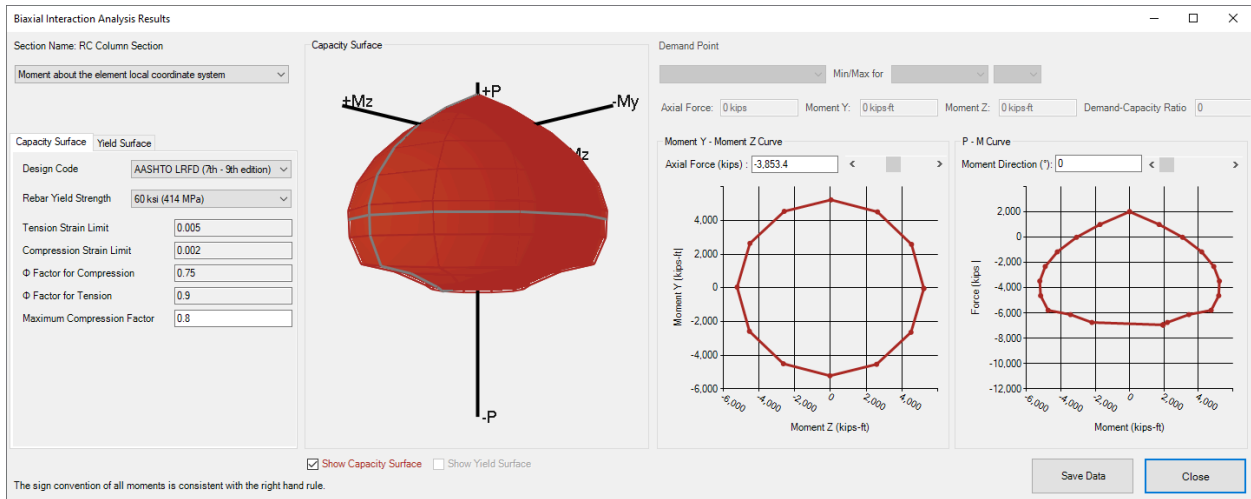 Biaxial Interaction Analysis Results
Section Name: RC Column Section
Moment about the element local coordinate system
Capacity Surface Yield Surface
Design Code AASHTO LRFD (7th - 9th edition)
Rebar Yield Strength 60 ksi (414 MPa)
Tension Strain Limit 0.005
Compression Strain Limit 0.002
Φ Factor for Compression 0.75
Φ Factor for Tension 0.9
Maximum Compression Factor 0.8
Capacity Surface
+P
+Mz
-My
Mz
-P
Show Capacity Surface Show Yield Surface
Demand Point
Min/Max for
Axial Force: 0 kips Moment Y: 0 kips-ft Moment Z: 0 kips-ft Demand-Capacity Ratio 0
Moment Y - Moment Z Curve
Axial Force (kips) : -3,853.4 < >
Moment Y (kips-ft)
4,000
2,000
0
-2,000
-4,000
-6,000
-6,000 -4,000 -2,000 0 2,000 4,000
Moment Z (kips-ft)
P - M Curve
Moment Direction (°): 0 < >
Force (kips )
2,000
0
-2,000
-4,000
-6,000
-8,000
-10,000
-12,000
-6,000 -4,000 -2,000 0 2,000 4,000
Moment (kips-ft)
Save Data Close
The sign convention of all moments is consistent with the right hand rule.